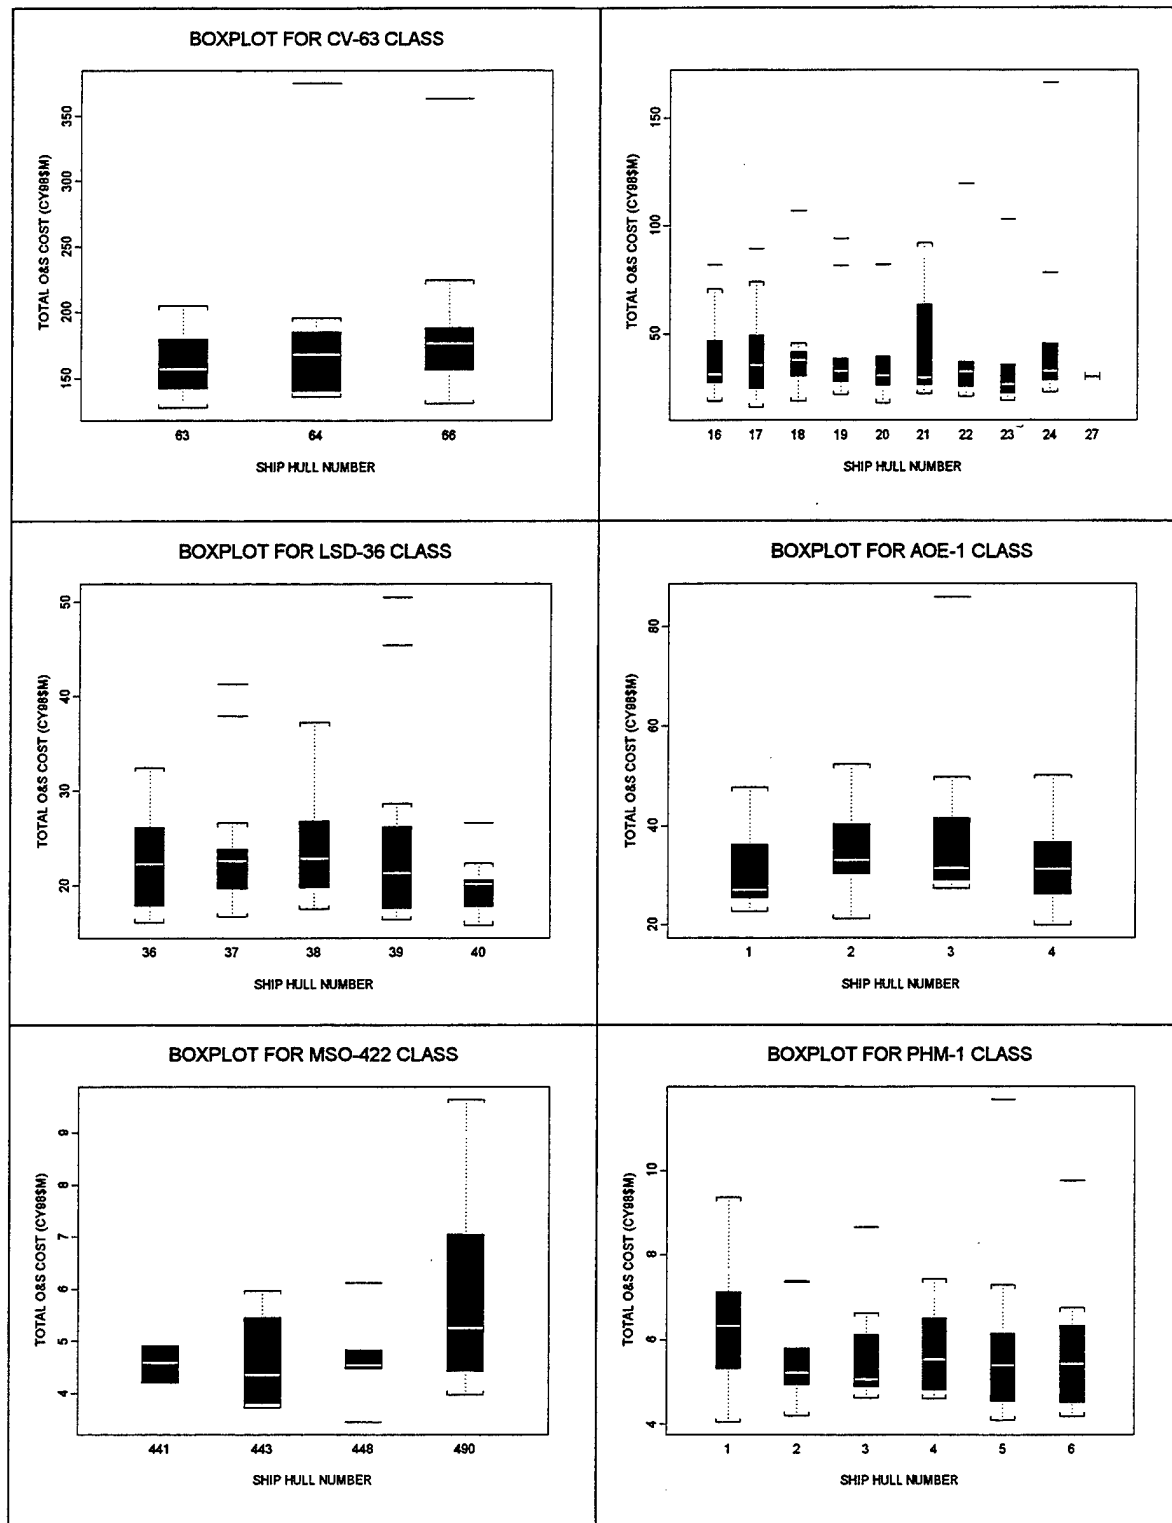 BOXPLOT FOR CV-63 CLASS
TOTAL O&S COST (CY98$M)
350
300
250
200
150
63 64 66
SHIP HULL NUMBER
TOTAL O&S COST (CY98$M)
150
100
50
16 17 18 19 20 21 22 23 24 27
SHIP HULL NUMBER
BOXPLOT FOR LSD-36 CLASS
TOTAL O&S COST (CY98$M)
50
40
30
20
36 37 38 39 40
SHIP HULL NUMBER
BOXPLOT FOR AOE-1 CLASS
TOTAL O&S COST (CY98$M)
80
60
40
20
1 2 3 4
SHIP HULL NUMBER
BOXPLOT FOR MSO-422 CLASS
TOTAL O&S COST (CY98$M)
9
8
7
6
5
4
441 443 448 490
SHIP HULL NUMBER
BOXPLOT FOR PHM-1 CLASS
TOTAL O&S COST (CY98$M)
10
8
6
4
1 2 3 4 5 6
SHIP HULL NUMBER